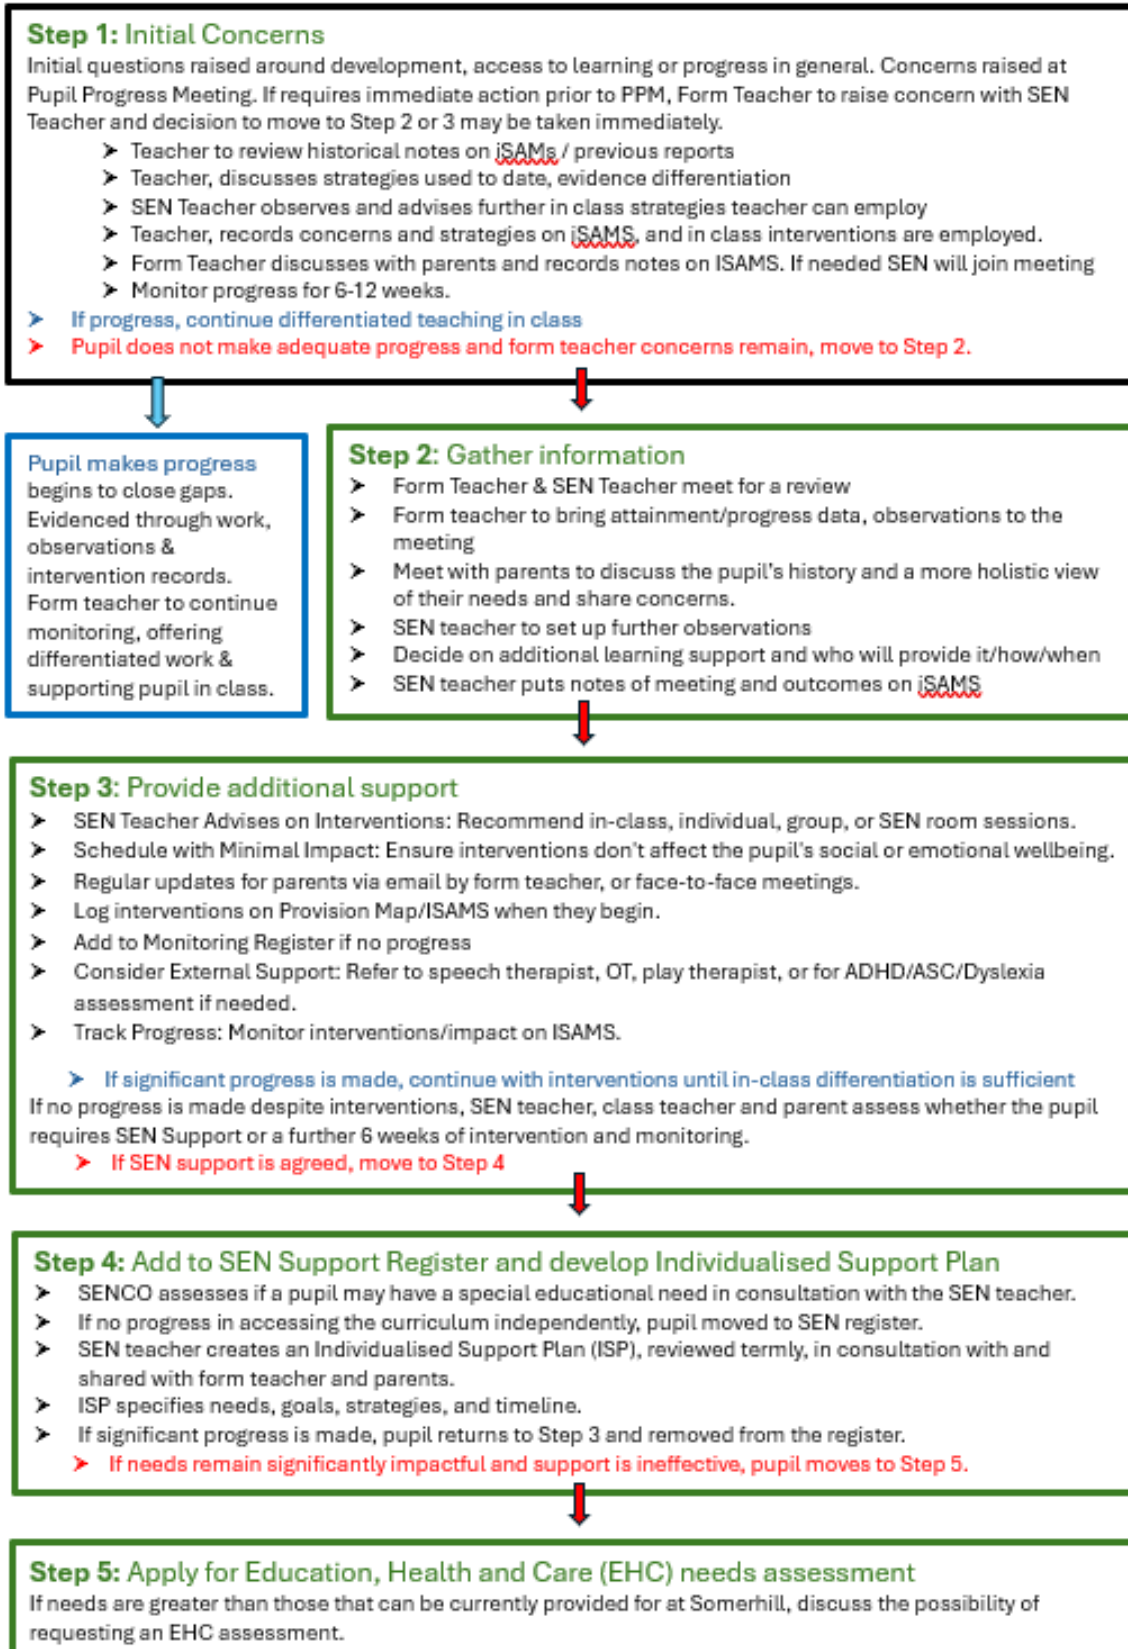 Step 1: Initial Concerns
Initial questions raised around development, access to learning or progress in general. Concerns raised at
Pupil Progress Meeting. If requires immediate action prior to PPM, Form Teacher to raise concern with SEN
Teacher and decision to move to Step 2 or 3 may be taken immediately.
➤ Teacher to review historical notes on iSAMs / previous reports
➤ Teacher, discusses strategies used to date, evidence differentiation
➤ SEN Teacher observes and advises further in class strategies teacher can employ
➤ Teacher, records concerns and strategies on iSAMS, and in class interventions are employed.
➤ Form Teacher discusses with parents and records notes on ISAMS. If needed SEN will join meeting
➤ Monitor progress for 6-12 weeks.
➤ If progress, continue differentiated teaching in class
➤ Pupil does not make adequate progress and form teacher concerns remain, move to Step 2.
Pupil makes progress
begins to close gaps.
Evidenced through work,
observations &
intervention records.
Form teacher to continue
monitoring, offering
differentiated work &
supporting pupil in class.
Step 2: Gather information
➤ Form Teacher & SEN Teacher meet for a review
➤ Form teacher to bring attainment/progress data, observations to the
meeting
➤ Meet with parents to discuss the pupil's history and a more holistic view
of their needs and share concerns.
➤ SEN teacher to set up further observations
➤ Decide on additional learning support and who will provide it/how/when
➤ SEN teacher puts notes of meeting and outcomes on iSAMS
Step 3: Provide additional support
➤ SEN Teacher Advises on Interventions: Recommend in-class, individual, group, or SEN room sessions.
➤ Schedule with Minimal Impact: Ensure interventions don't affect the pupil's social or emotional wellbeing.
➤ Regular updates for parents via email by form teacher, or face-to-face meetings.
➤ Log interventions on Provision Map/ISAMS when they begin.
➤ Add to Monitoring Register if no progress
➤ Consider External Support: Refer to speech therapist, OT, play therapist, or for ADHD/ASC/Dyslexia
assessment if needed.
➤ Track Progress: Monitor interventions/impact on ISAMS.
➤ If significant progress is made, continue with interventions until in-class differentiation is sufficient
If no progress is made despite interventions, SEN teacher, class teacher and parent assess whether the pupil
requires SEN Support or a further 6 weeks of intervention and monitoring.
➤ If SEN support is agreed, move to Step 4
Step 4: Add to SEN Support Register and develop Individualised Support Plan
➤ SENCO assesses if a pupil may have a special educational need in consultation with the SEN teacher.
➤ If no progress in accessing the curriculum independently, pupil moved to SEN register.
➤ SEN teacher creates an Individualised Support Plan (ISP), reviewed termly, in consultation with and
shared with form teacher and parents.
➤ ISP specifies needs, goals, strategies, and timeline.
➤ If significant progress is made, pupil returns to Step 3 and removed from the register.
➤ If needs remain significantly impactful and support is ineffective, pupil moves to Step 5.
Step 5: Apply for Education, Health and Care (EHC) needs assessment
If needs are greater than those that can be currently provided for at Somerhill, discuss the possibility of
requesting an EHC assessment.